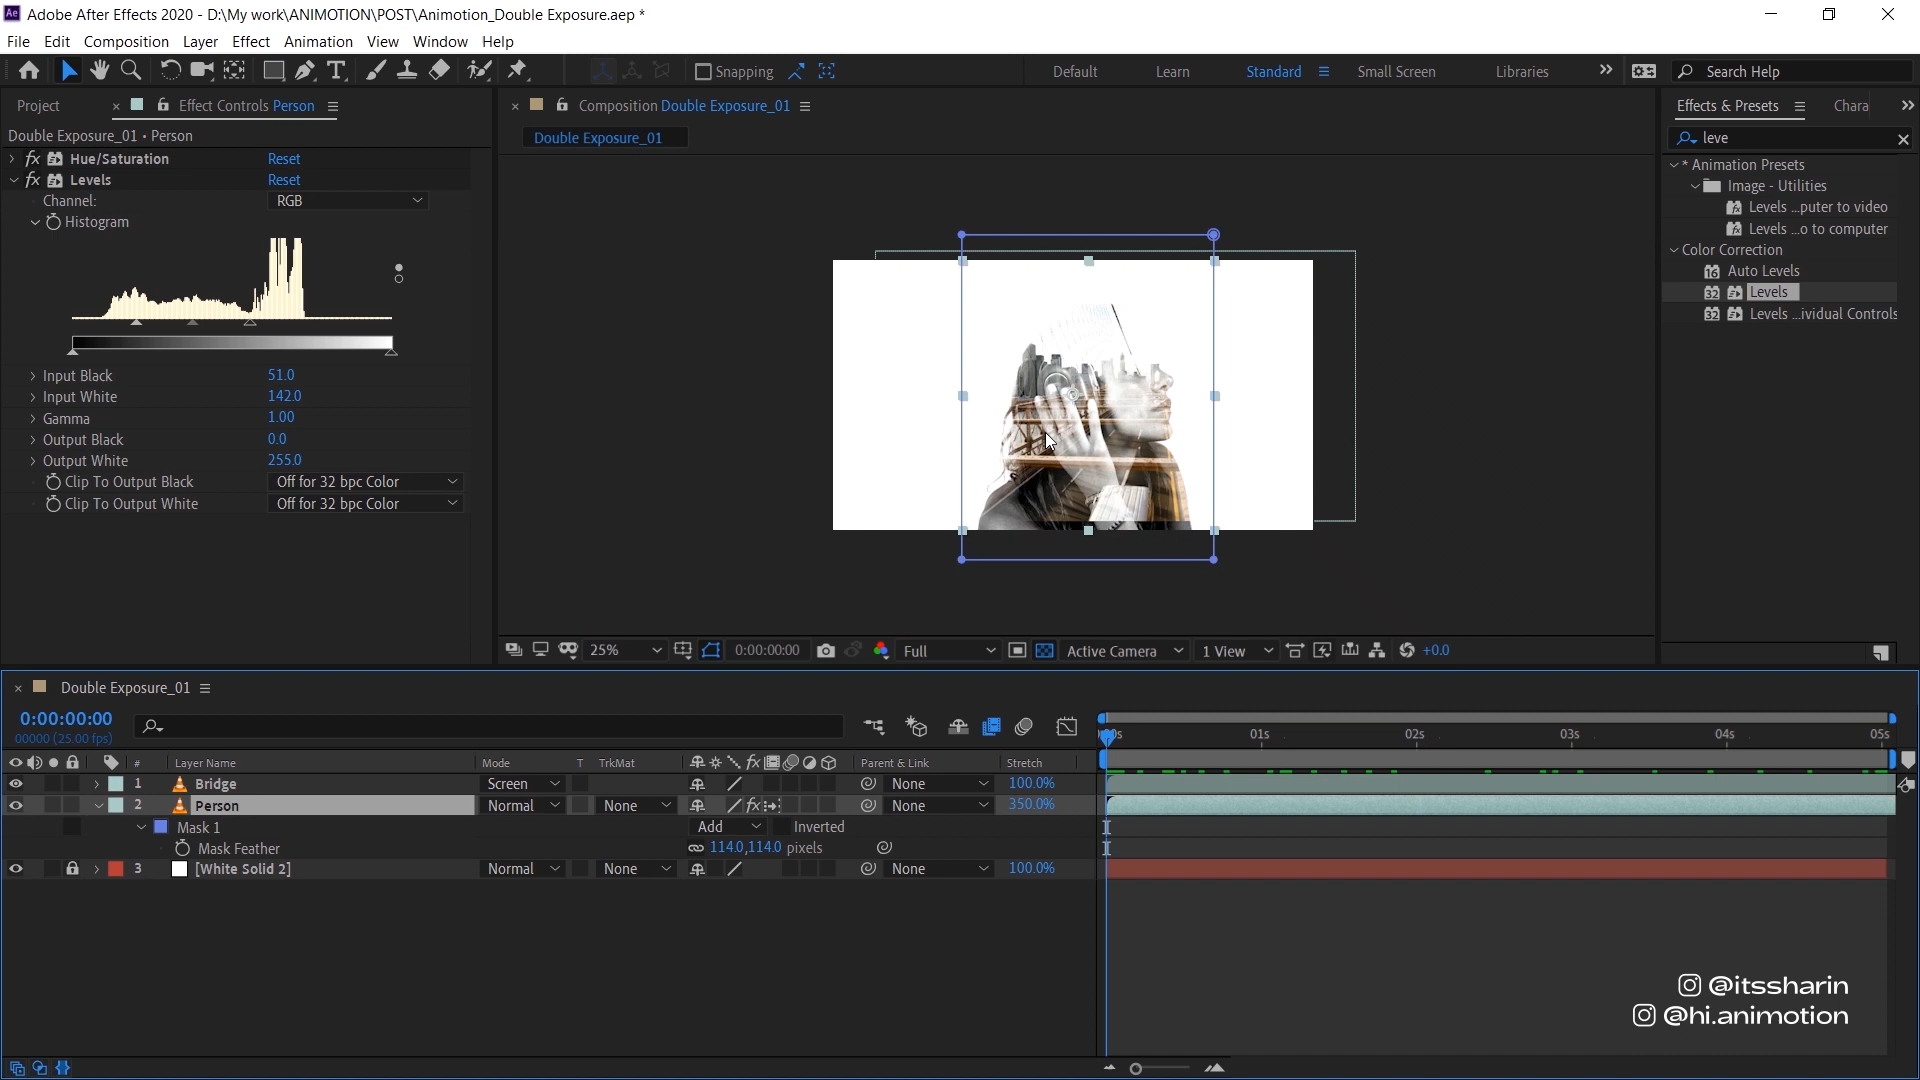 Ae Adobe After Effects 2020 - D:\My work\ANIMOTION\POST\Animotion_Double Exposure.aep *
File Edit Composition Layer Effect Animation View Window Help
Snapping Default Learn Standard Small Screen Libraries Search Help
Project Effect Controls Person
Double Exposure_01 • Person
fx Hue/Saturation Reset
fx Levels Reset
Channel: RGB
Histogram
Input Black 51.0
Input White 142.0
Gamma 1.00
Output Black 0.0
Output White 255.0
Clip To Output Black Off for 32 bpc Color
Clip To Output White Off for 32 bpc Color
Composition Double Exposure_01
Double Exposure_01
25% 0:00:00:00 Full Active Camera 1 View +0.0
Effects & Presets Chara
leve
* Animation Presets
Image - Utilities
Levels ...puter to video
Levels ...o to computer
Color Correction
16 Auto Levels
32 Levels
32 Levels ...ividual Controls
Double Exposure_01
0:00:00:00
00000 (25.00 fps)
01s 02s 03s 04s 05s
# Layer Name Mode T TrkMat fx Parent & Link Stretch
1 Bridge Screen None 100.0%
2 Person Normal None fx None 350.0%
Mask 1 Add Inverted
Mask Feather 114.0,114.0 pixels
3 [White Solid 2] Normal None None 100.0%
@itssharin
@hi.animotion